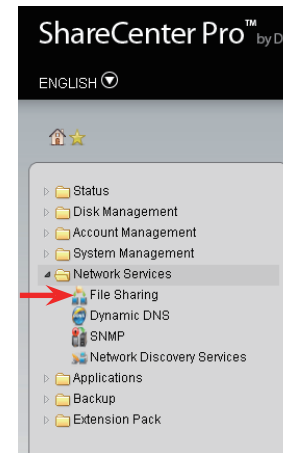 ShareCenter Pro™ by D
ENGLISH
Status
Disk Management
Account Management
System Management
Network Services
File Sharing
Dynamic DNS
SNMP
Network Discovery Services
Applications
Backup
Extension Pack